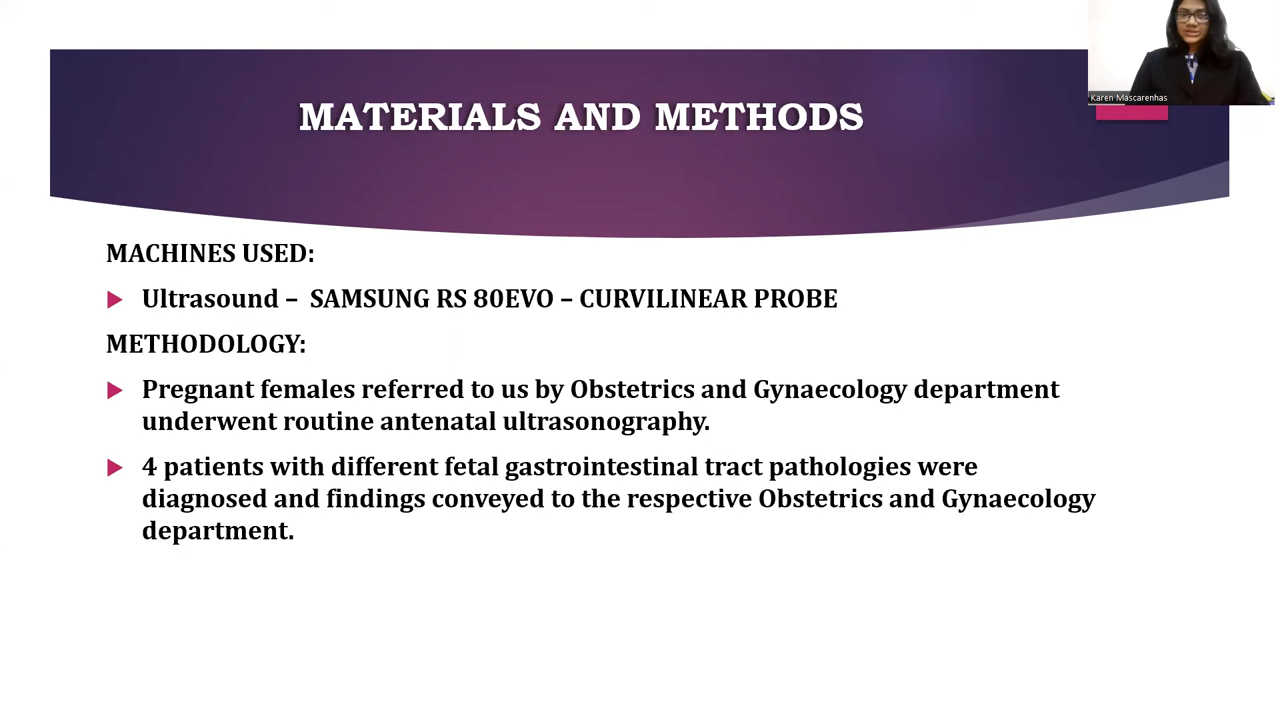 MATERIALS AND METHODS
Karen Mascarenhas
MACHINES USED:
Ultrasound – SAMSUNG RS 80EVO – CURVILINEAR PROBE
METHODOLOGY:
Pregnant females referred to us by Obstetrics and Gynaecology department
underwent routine antenatal ultrasonography.
4 patients with different fetal gastrointestinal tract pathologies were
diagnosed and findings conveyed to the respective Obstetrics and Gynaecology
department.